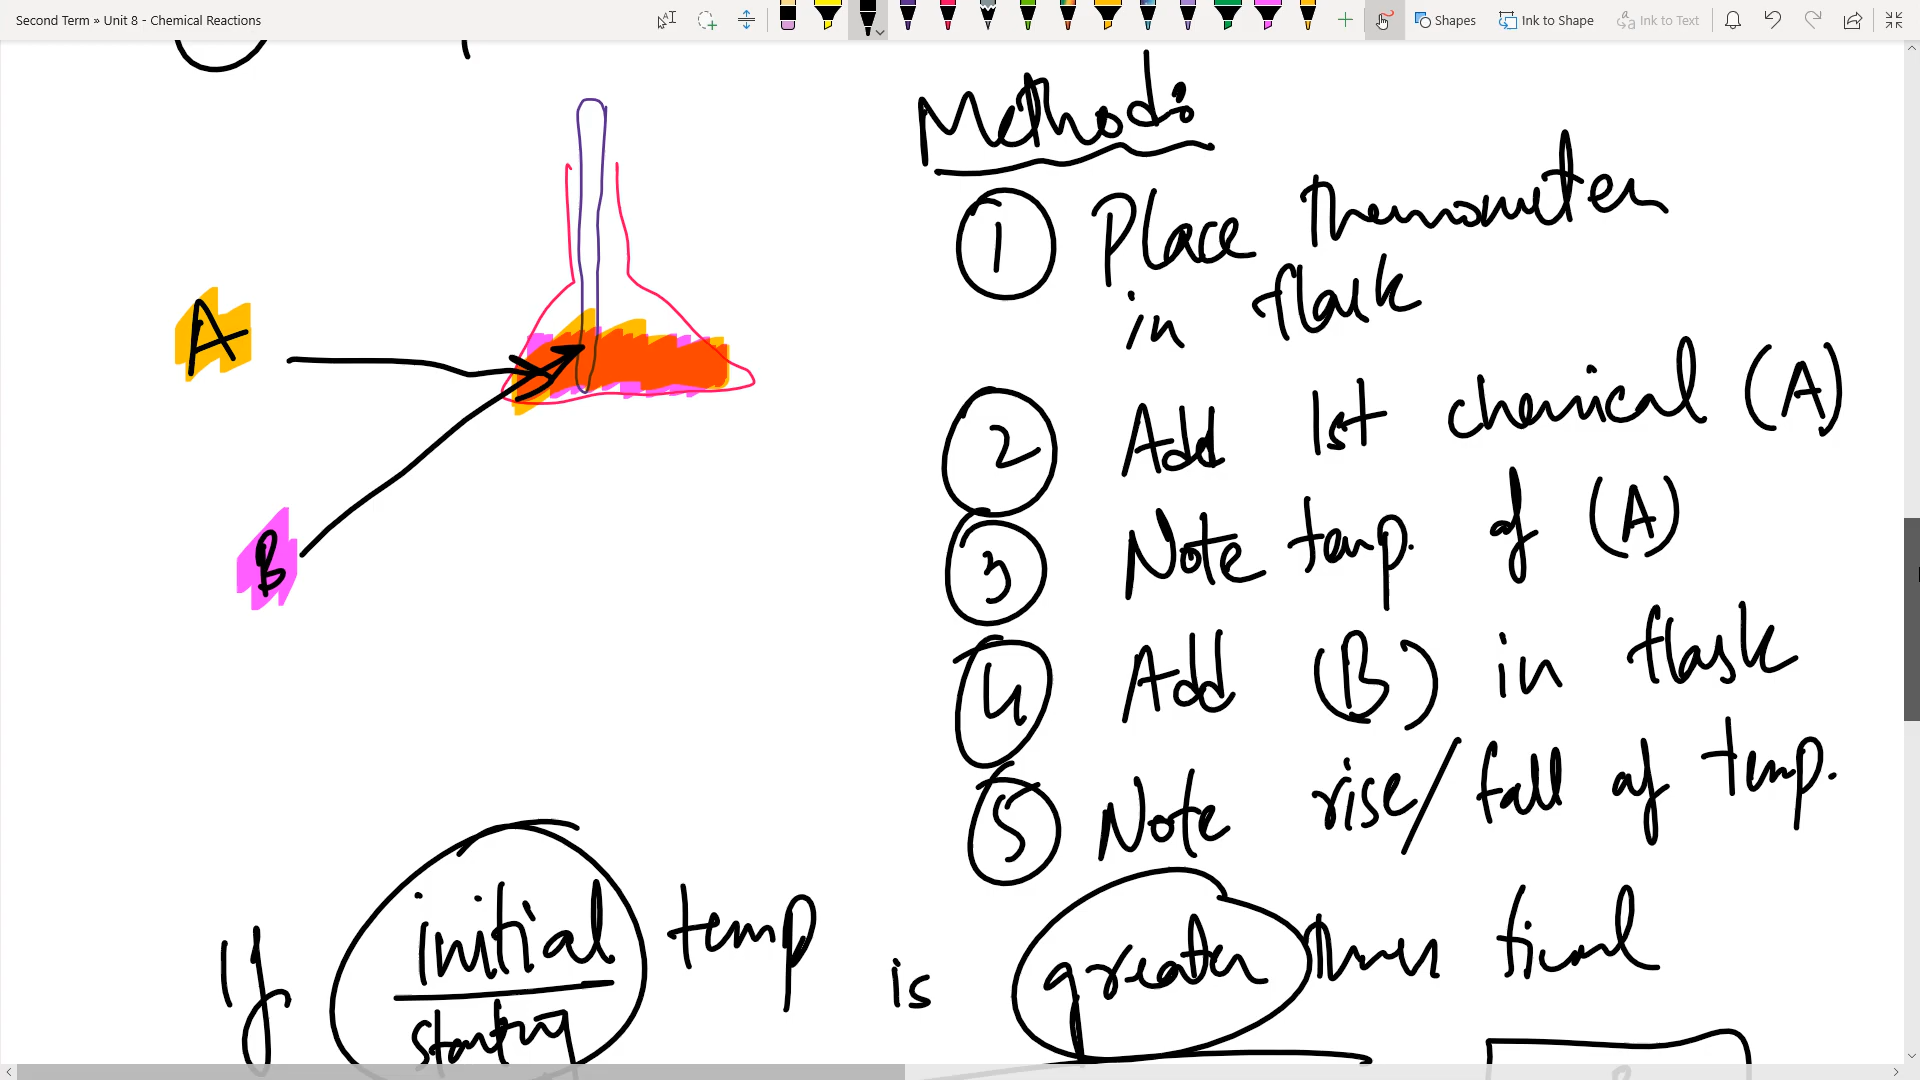 Second Term » Unit 8 - Chemical Reactions
Shapes
Ink to Shape
Ink to Text
Method:
1 Place thermometer
in flask
2 Add 1st chemical (A)
3 Note temp. of (A)
4 Add (B) in flask
5 Note rise/fall of temp.
A
B
If initial temp is greater than final
starting